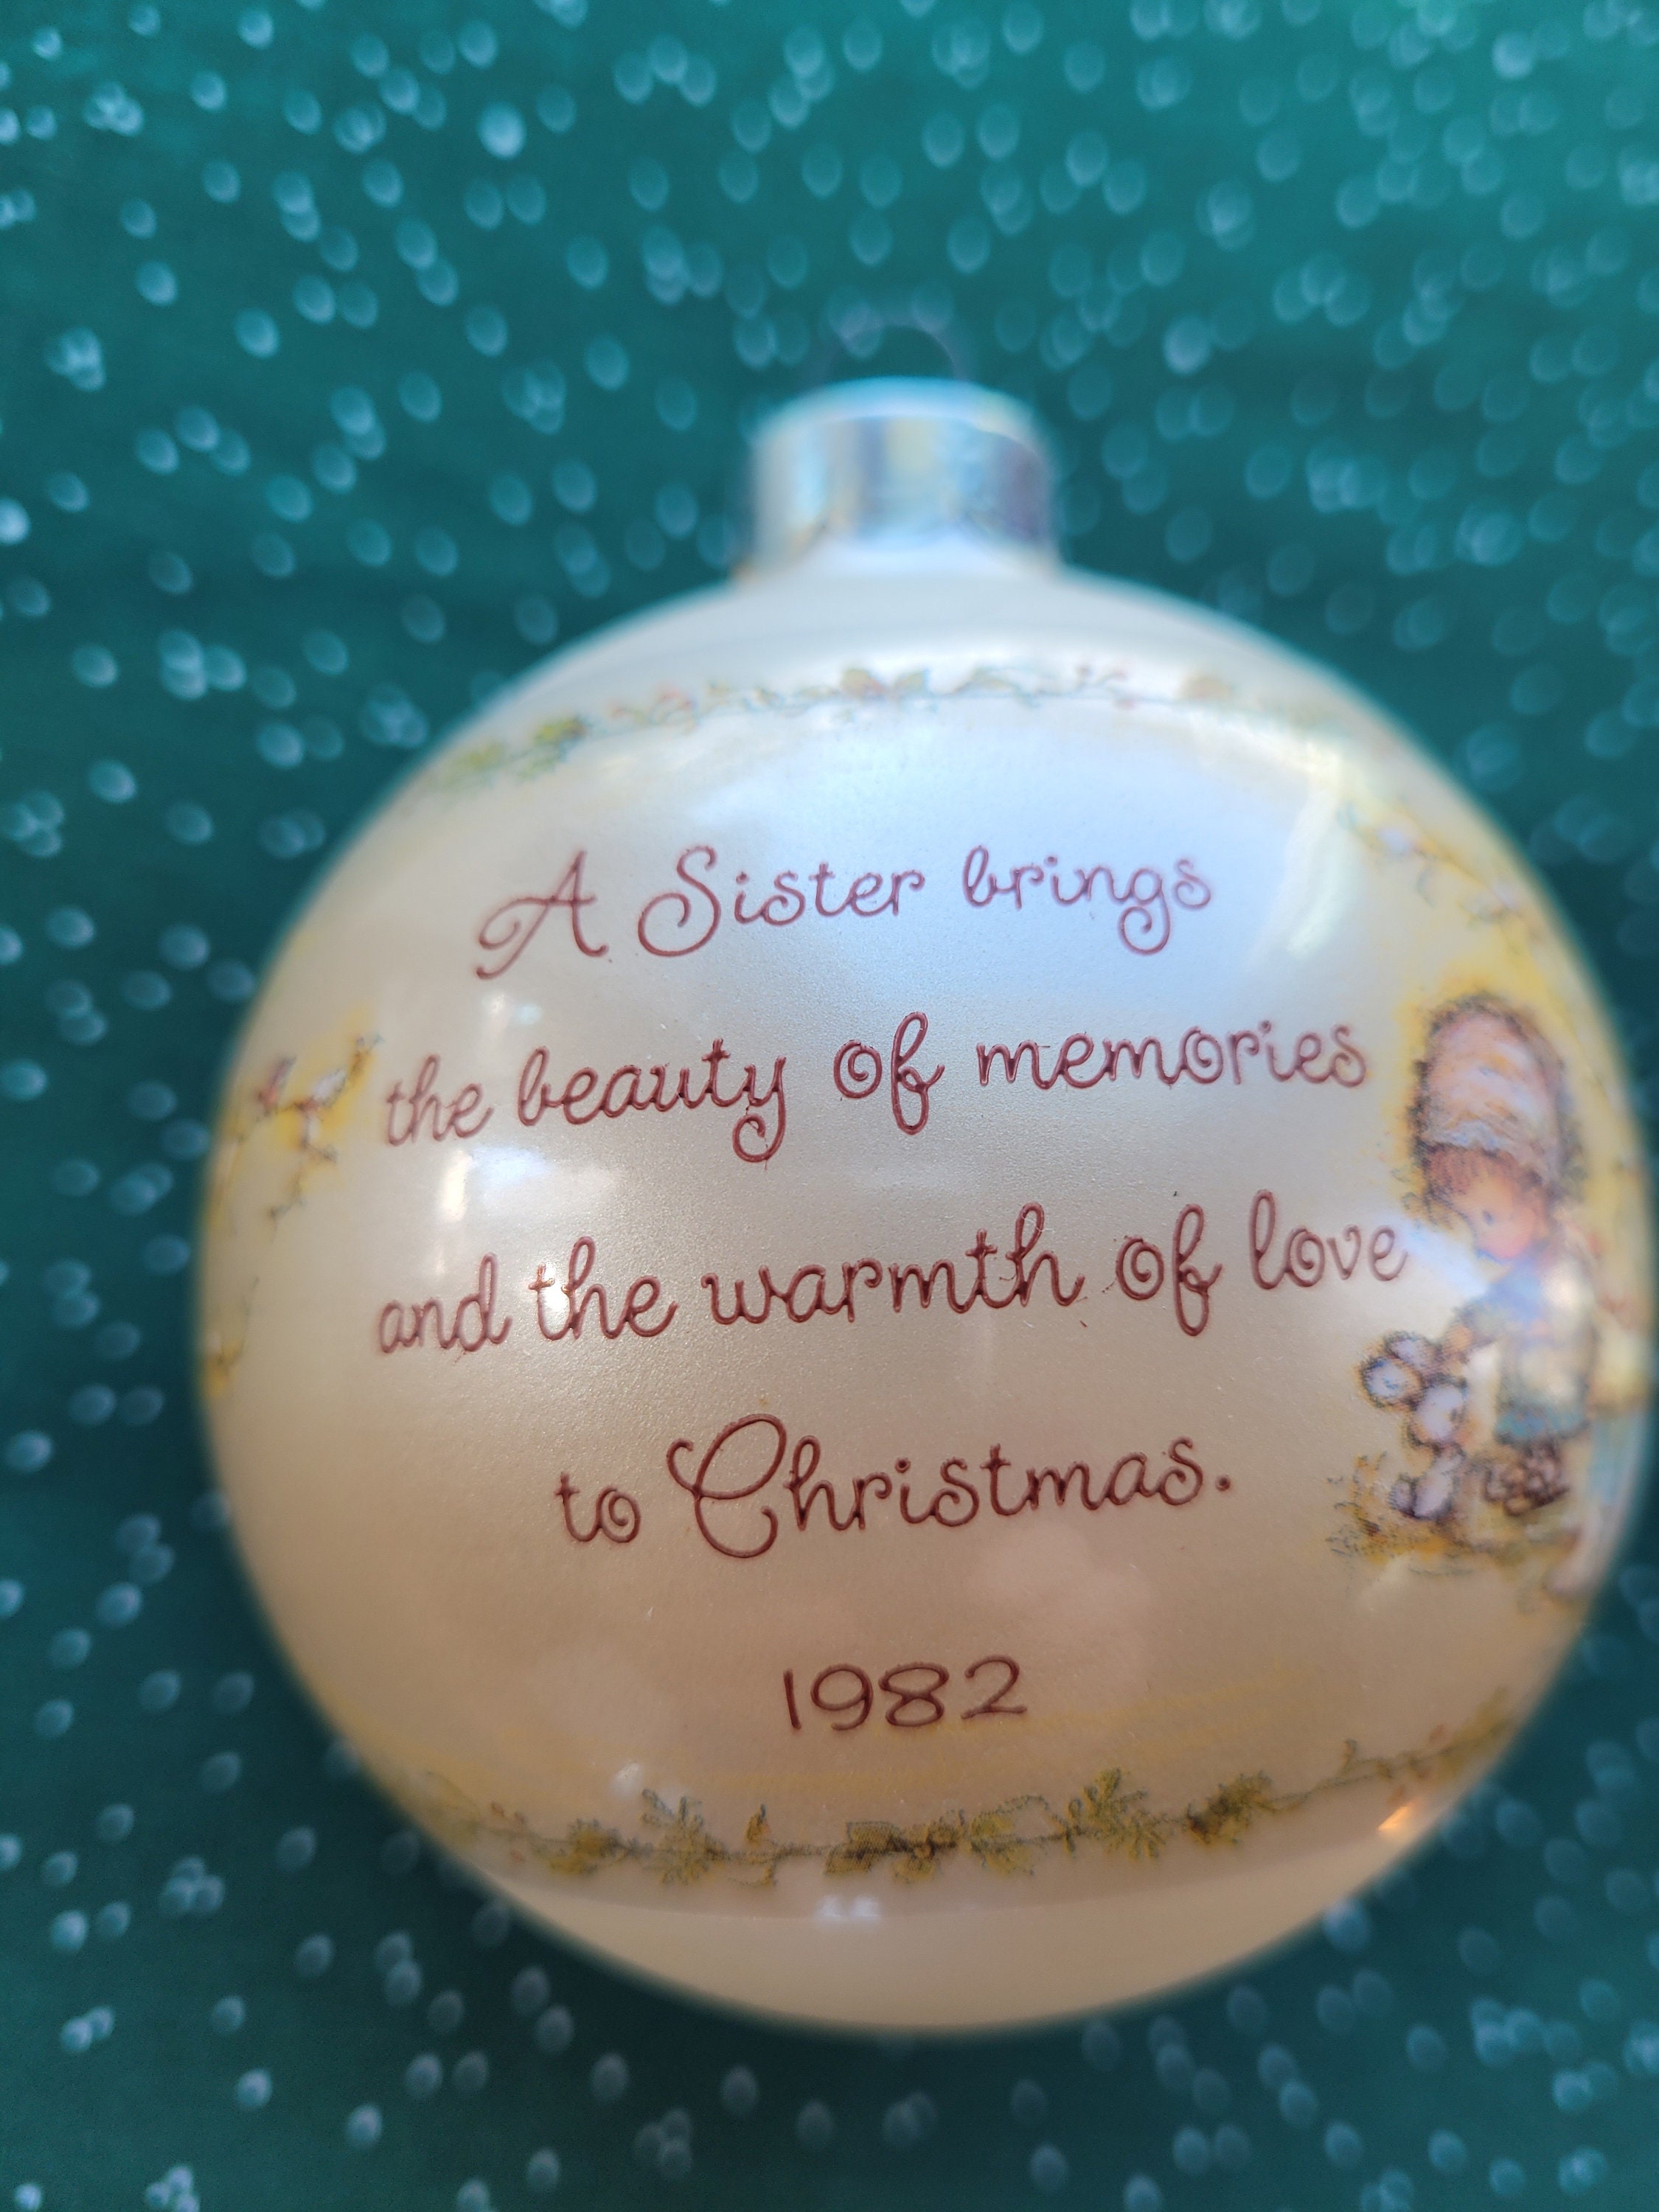 A Sister brings
the beauty of memories
and the warmth of love
to Christmas.
1982